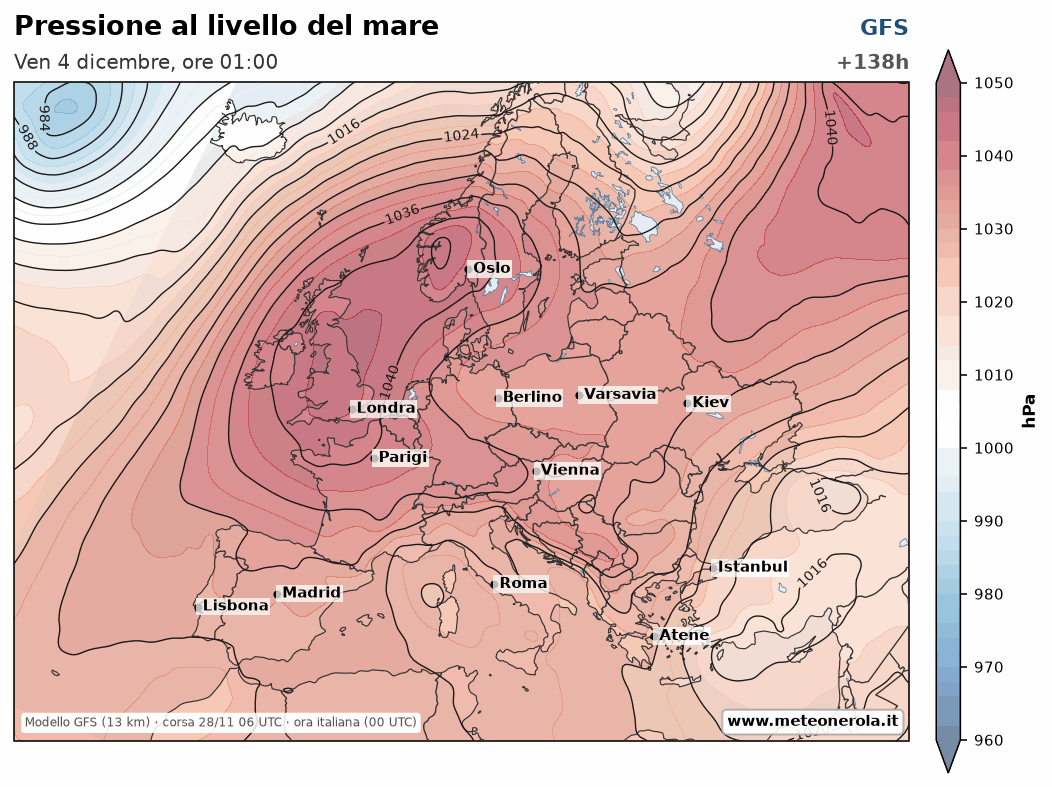 Pressione al livello del mare
GFS
Ven 4 dicembre, ore 01:00
+138h
984
988
1016
1024
1036
1040
1040
1016
1016
Oslo
Londra
Berlino
Varsavia
Kiev
Parigi
Vienna
Istanbul
Madrid
Roma
Lisbona
Atene
Modello GFS (13 km) · corsa 28/11 06 UTC · ora italiana (00 UTC)
www.meteonerola.it
1050
1040
1030
1020
1010
1000
990
980
970
960
hPa